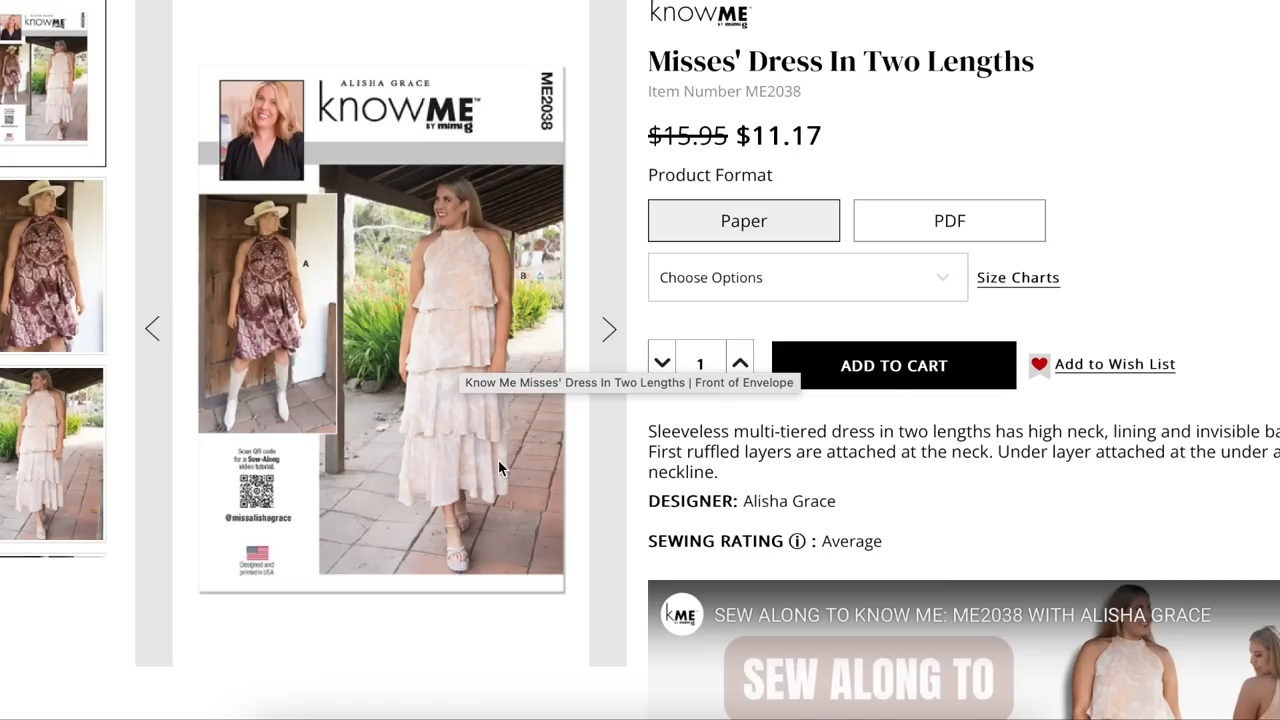 knowME
BY mimi g
Misses' Dress In Two Lengths
Item Number ME2038
$15.95 $11.17
Product Format
Paper
PDF
Choose Options
Size Charts
1
ADD TO CART
Add to Wish List
Sleeveless multi-tiered dress in two lengths has high neck, lining and invisible ba
First ruffled layers are attached at the neck. Under layer attached at the under a
neckline.
DESIGNER: Alisha Grace
SEWING RATING ⓘ : Average
kME
SEW ALONG TO KNOW ME: ME2038 WITH ALISHA GRACE
SEW ALONG TO
ALISHA GRACE
knowME™
BY mimi g
ME2038
A
B
Know Me Misses' Dress In Two Lengths | Front of Envelope
Scan QR code
for a Sew-Along
video tutorial.
@missalishagrace
Designed and
printed in USA
knowME